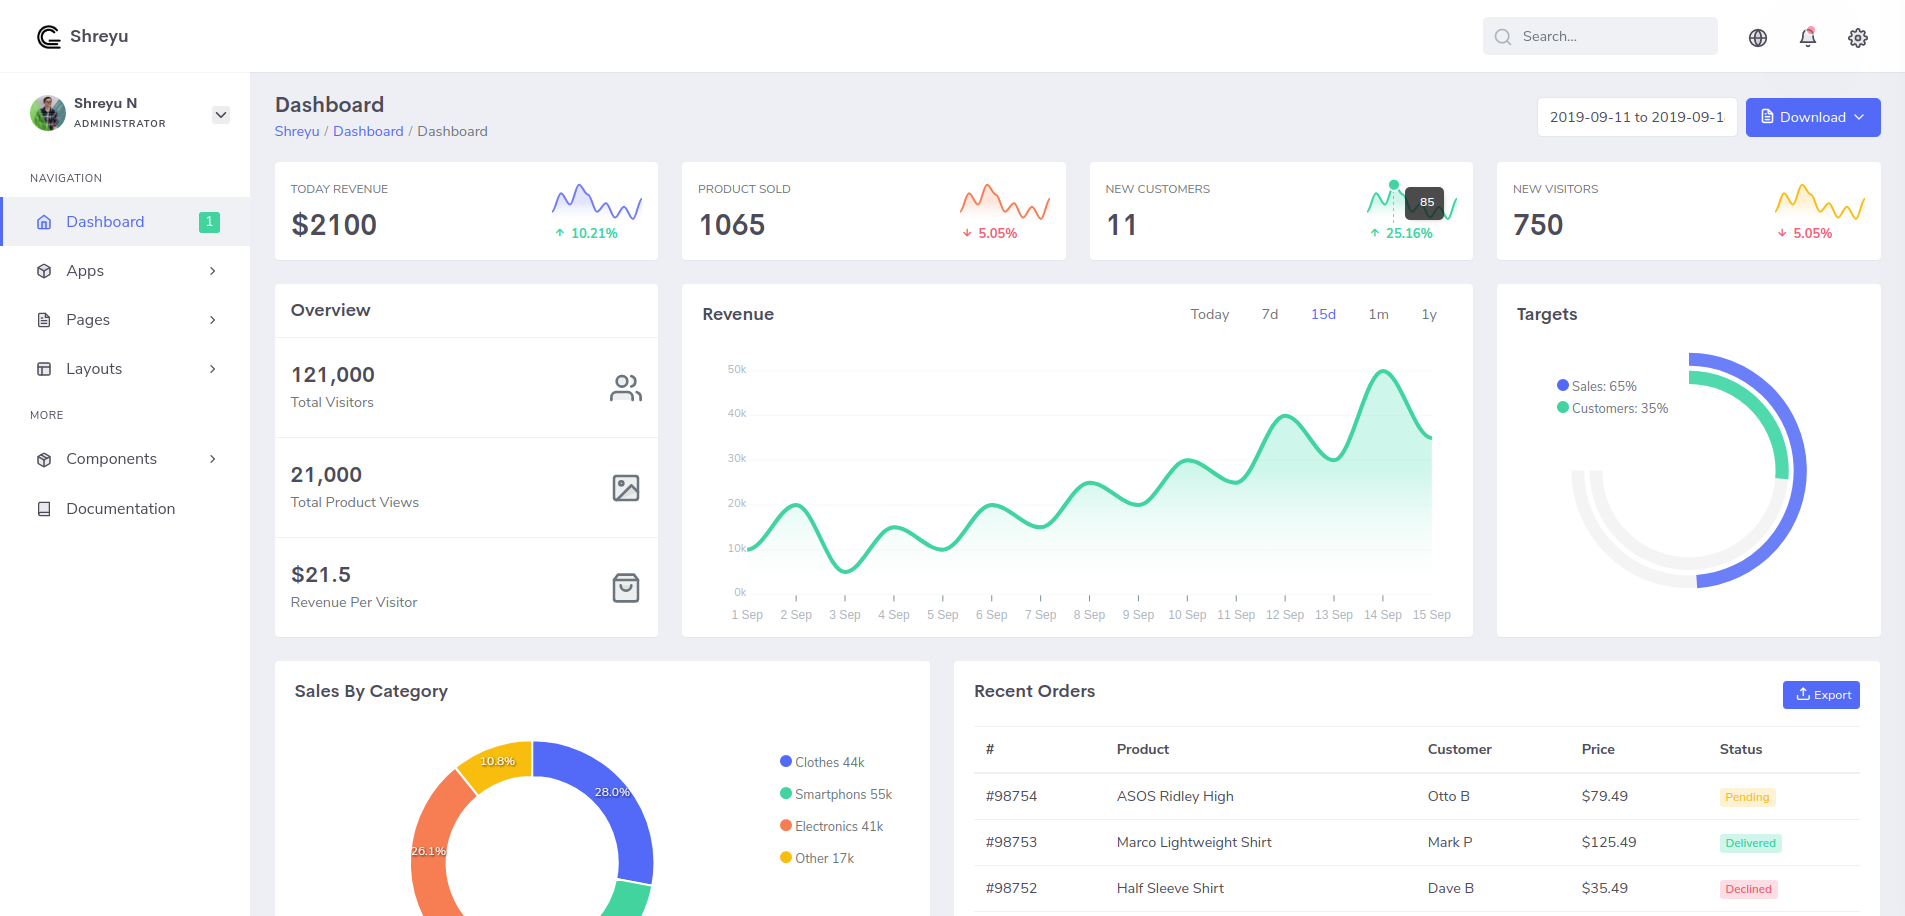 Shreyu
Search...
Shreyu N
ADMINISTRATOR
NAVIGATION
Dashboard 1
Apps
Pages
Layouts
MORE
Components
Documentation
Dashboard
Shreyu / Dashboard / Dashboard
2019-09-11 to 2019-09-1
Download
TODAY REVENUE
$2100
10.21%
PRODUCT SOLD
1065
5.05%
NEW CUSTOMERS
11
85
25.16%
NEW VISITORS
750
5.05%
Overview
121,000
Total Visitors
21,000
Total Product Views
$21.5
Revenue Per Visitor
Revenue
Today 7d 15d 1m 1y
50k
40k
30k
20k
10k
0k
1 Sep 2 Sep 3 Sep 4 Sep 5 Sep 6 Sep 7 Sep 8 Sep 9 Sep 10 Sep 11 Sep 12 Sep 13 Sep 14 Sep 15 Sep
Targets
Sales: 65%
Customers: 35%
Sales By Category
10.8%
28.0%
26.1%
Clothes 44k
Smartphons 55k
Electronics 41k
Other 17k
Recent Orders
Export
# Product Customer Price Status
#98754 ASOS Ridley High Otto B $79.49 Pending
#98753 Marco Lightweight Shirt Mark P $125.49 Delivered
#98752 Half Sleeve Shirt Dave B $35.49 Declined